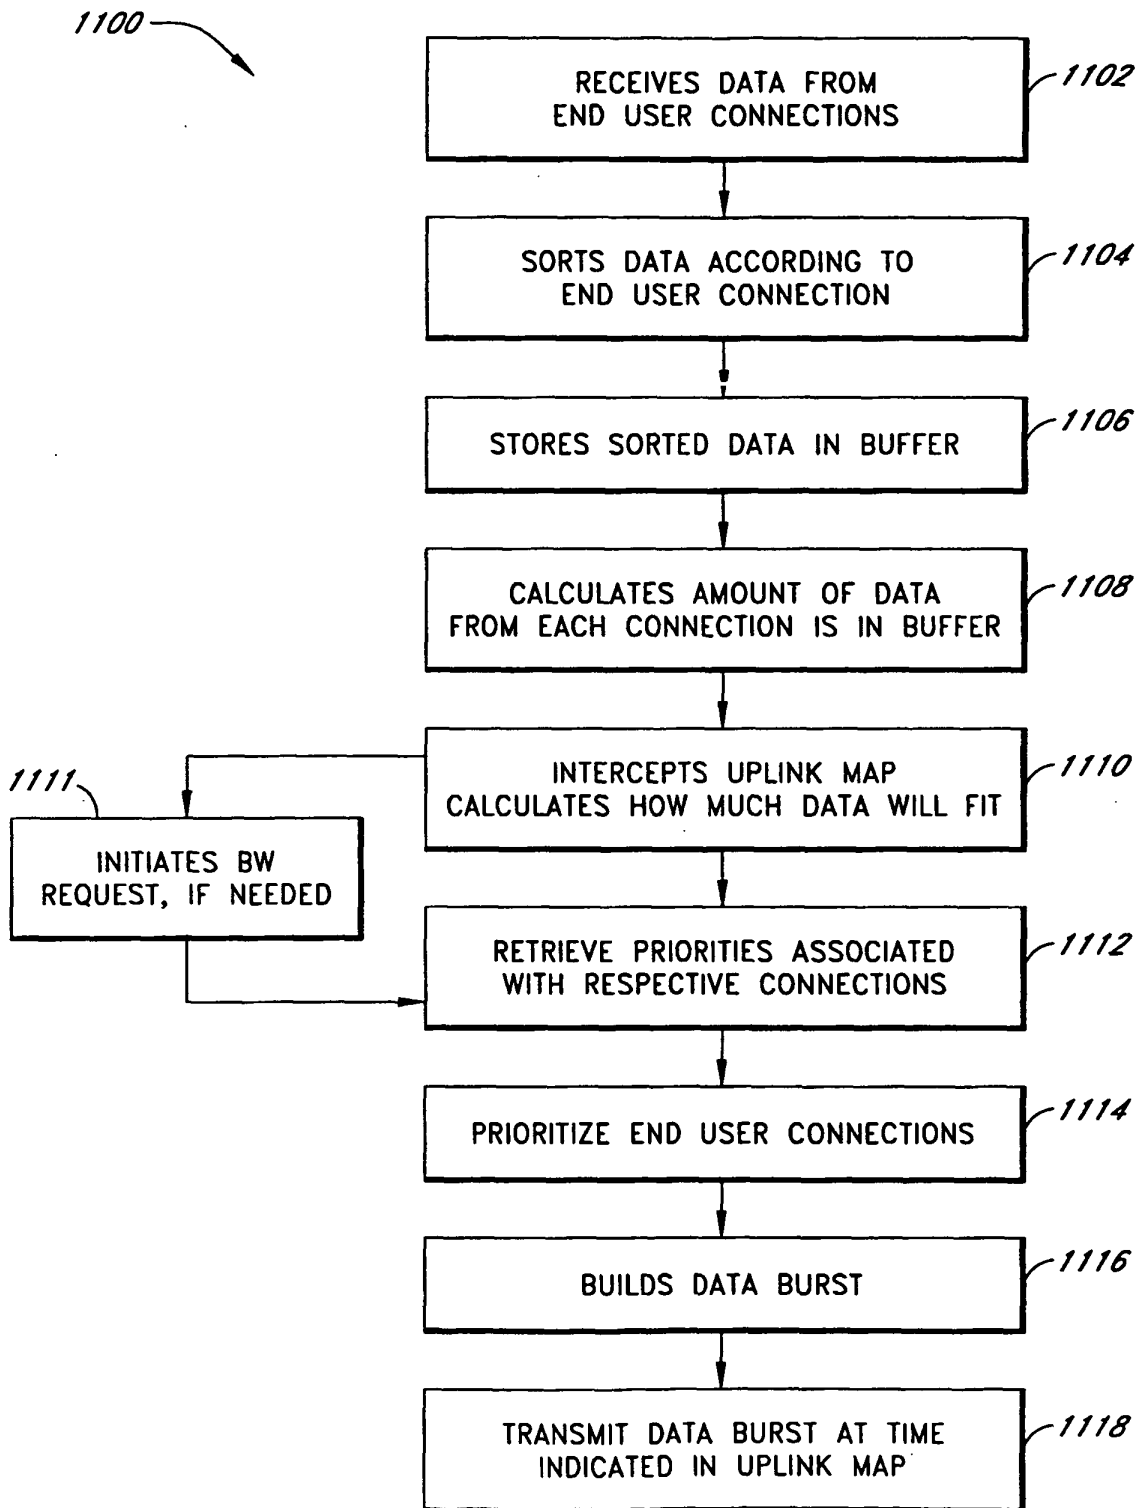 1100
RECEIVES DATA FROM
END USER CONNECTIONS
1102
SORTS DATA ACCORDING TO
END USER CONNECTION
1104
STORES SORTED DATA IN BUFFER
1106
CALCULATES AMOUNT OF DATA
FROM EACH CONNECTION IS IN BUFFER
1108
INTERCEPTS UPLINK MAP
CALCULATES HOW MUCH DATA WILL FIT
1110
1111
INITIATES BW
REQUEST, IF NEEDED
RETRIEVE PRIORITIES ASSOCIATED
WITH RESPECTIVE CONNECTIONS
1112
PRIORITIZE END USER CONNECTIONS
1114
BUILDS DATA BURST
1116
TRANSMIT DATA BURST AT TIME
INDICATED IN UPLINK MAP
1118